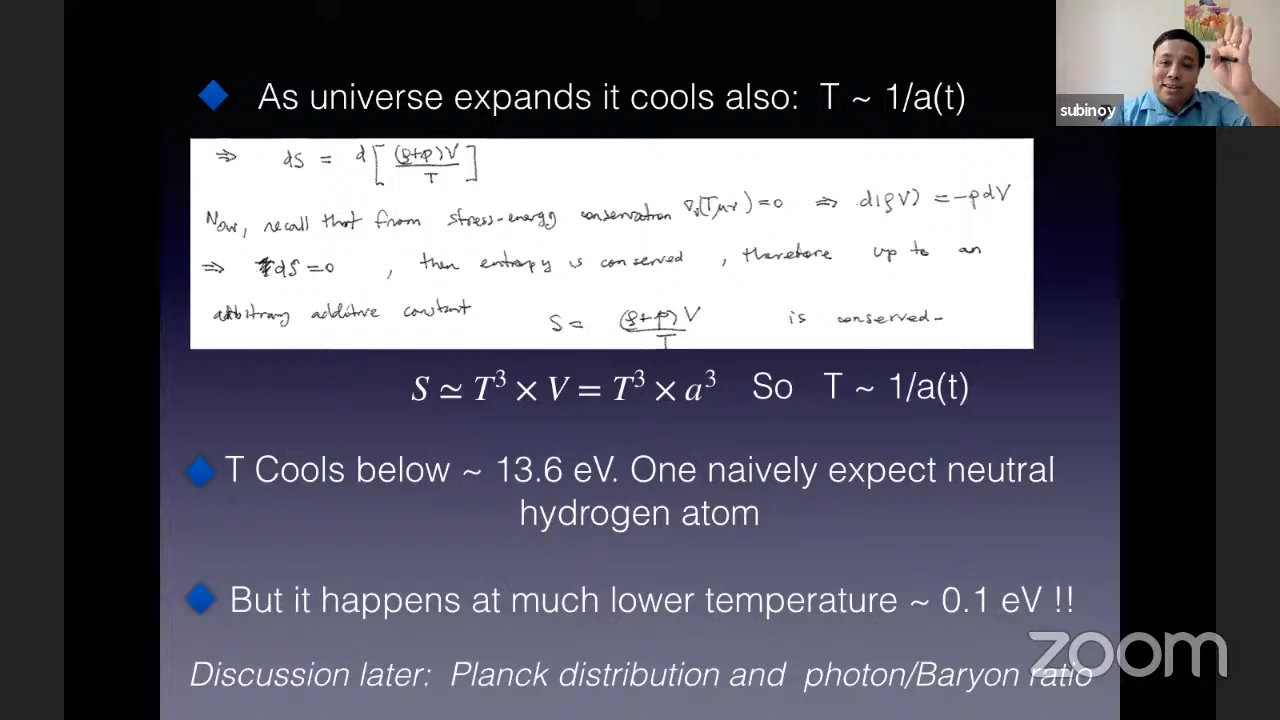 subinoy
As universe expands it cools also: T ~ 1/a(t)
⇒ dS = d[(ρ+p)V/T]
Now, recall that from stress-energy conservation ∇ᵥ(Tμν)=0 ⇒ d(ρV) = -pdV
⇒ dS=0 , then entropy is conserved , therefore up to an
arbitrary additive constant S = (ρ+p)V/T is conserved-
S ≃ T³ × V = T³ × a³ So T ~ 1/a(t)
T Cools below ~ 13.6 eV. One naively expect neutral
hydrogen atom
But it happens at much lower temperature ~ 0.1 eV !!
zoom
Discussion later: Planck distribution and photon/Baryon ratio